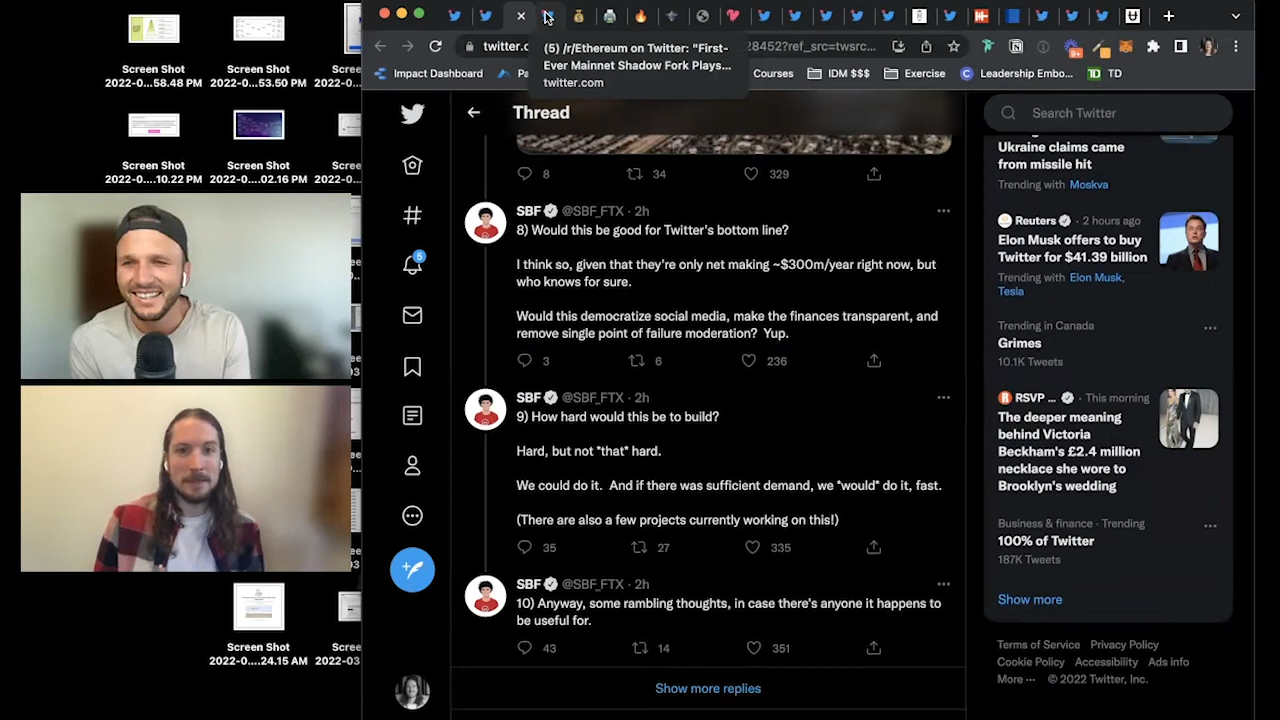 Screen Shot
2022-0...58.48 PM
Screen Shot
2022-0...53.50 PM
Screen Shot
2022-0....10.22 PM
Screen Shot
2022-0....02.16 PM
Screen Shot
2022-0....24.15 AM
Screen
2022-03
twitter.
(5) /r/Ethereum on Twitter: "First-
Ever Mainnet Shadow Fork Plays...
twitter
Impact Dashboard
Courses
Exercise
Leadership Emb...
TD
Thread
Search Twitter
8
34
329
SBF @SBF_FTX · 2h
8) Would this be good for Twitter's bottom line?
I think so, given that they're only net making right now, but
who knows for sure.
Would this democratize social media, make the finances transparent, and
remove single point of failure moderation? Yup.
3
6
236
SBF @SBF_FTX · 2h
9) How hard would this be to build?
Hard, but not *that* hard.
We could do it. And if there was sufficient demand, we *would* do it, fast.
(There are also a few projects currently working on this!)
35
27
335
SBF @SBF_FTX · 2h
anyway, just rambling in case it's anything
be useful for.
43
14
351
Show more replies
5
Ukraine claims came
from missile hit
Trending with Moskva
Reuters · 2 hours ago
Elon Musk offers to buy
Twitter for $41.39 billion
Trending with Elon Musk,
Tesla
Trending in Canada
Grimes
10.1K Tweets
RSVP ... · This morning
The deeper meaning
behind Victoria
Beckham's £2.4 million
necklace she wore to
Brooklyn's wedding
Business & finance · Trending
100% of Twitter
187K Tweets
Show more
Terms of Service Privacy Policy
Cookie Policy Accessibility Ads info
More ··· © 2022 Twitter, Inc.